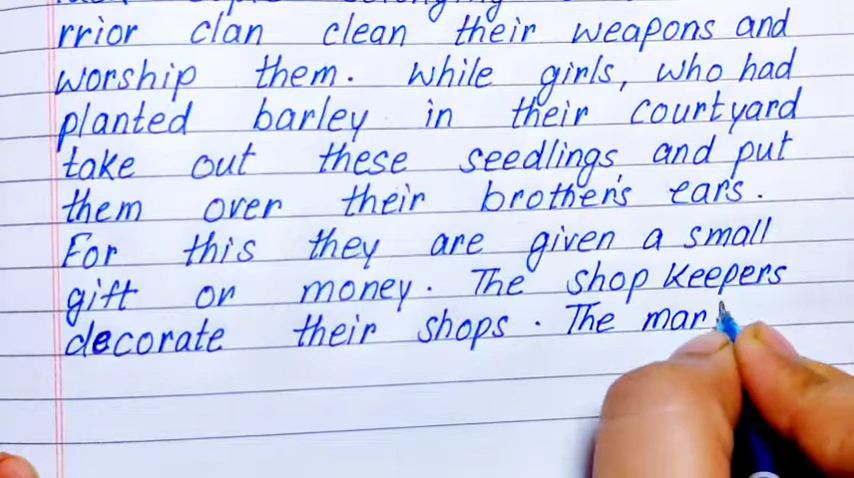 rrior clan clean their weapons and
worship them. While girls, who had
planted barley in their courtyard
take out these seedlings, and put
them over their brother's ears.
For this they are given a small
gift or money. The shop keepers
decorate their shops. The mar